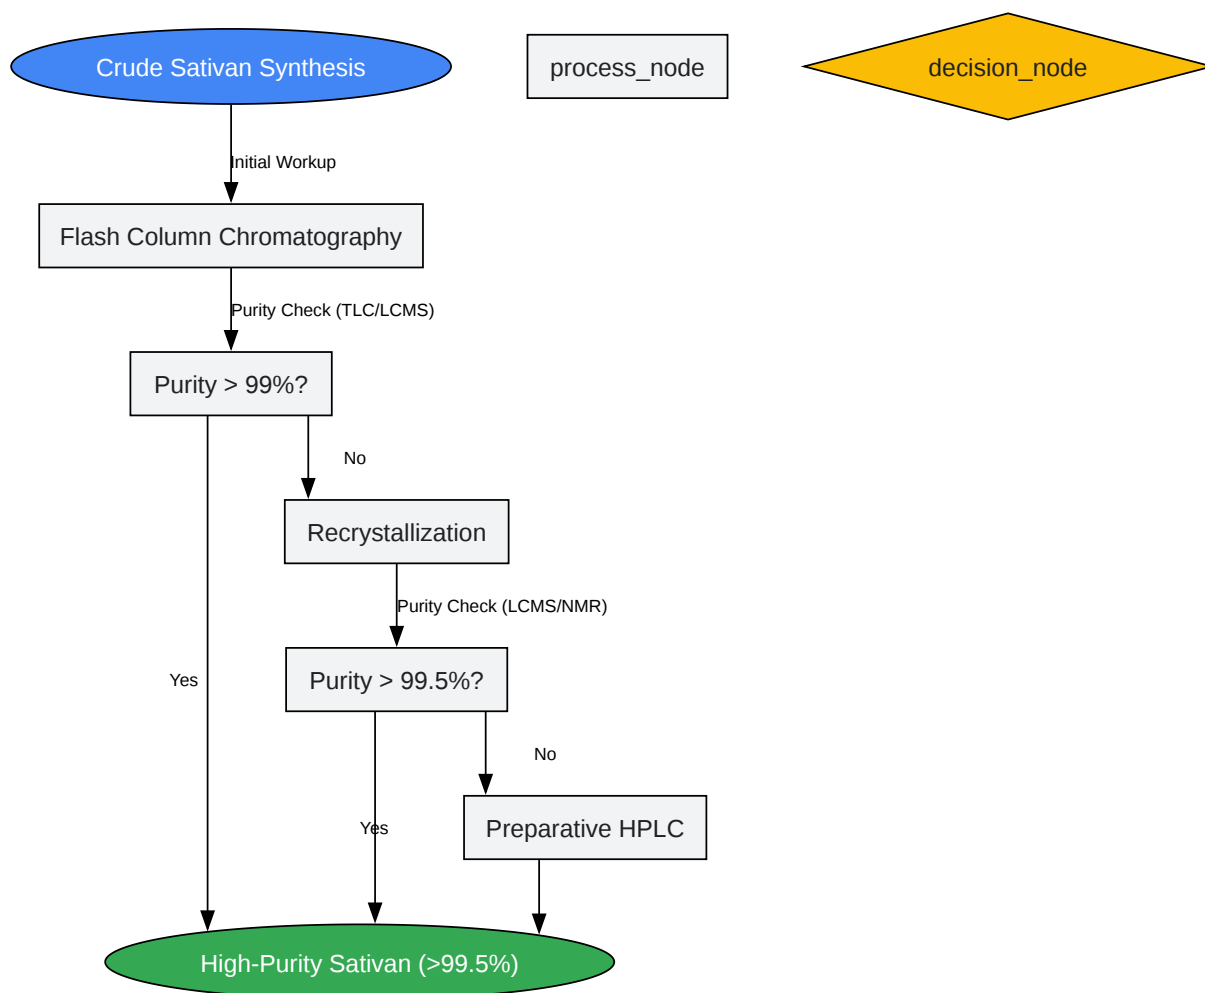 Crude Sativan Synthesis
process_node
decision_node
Initial Workup
Flash Column Chromatography
Purity Check (TLC/LCMS)
Purity > 99%?
No
Recrystallization
Purity Check (LCMS/NMR)
Yes
Purity > 99.5%?
No
Yes
Preparative HPLC
High-Purity Sativan (>99.5%)